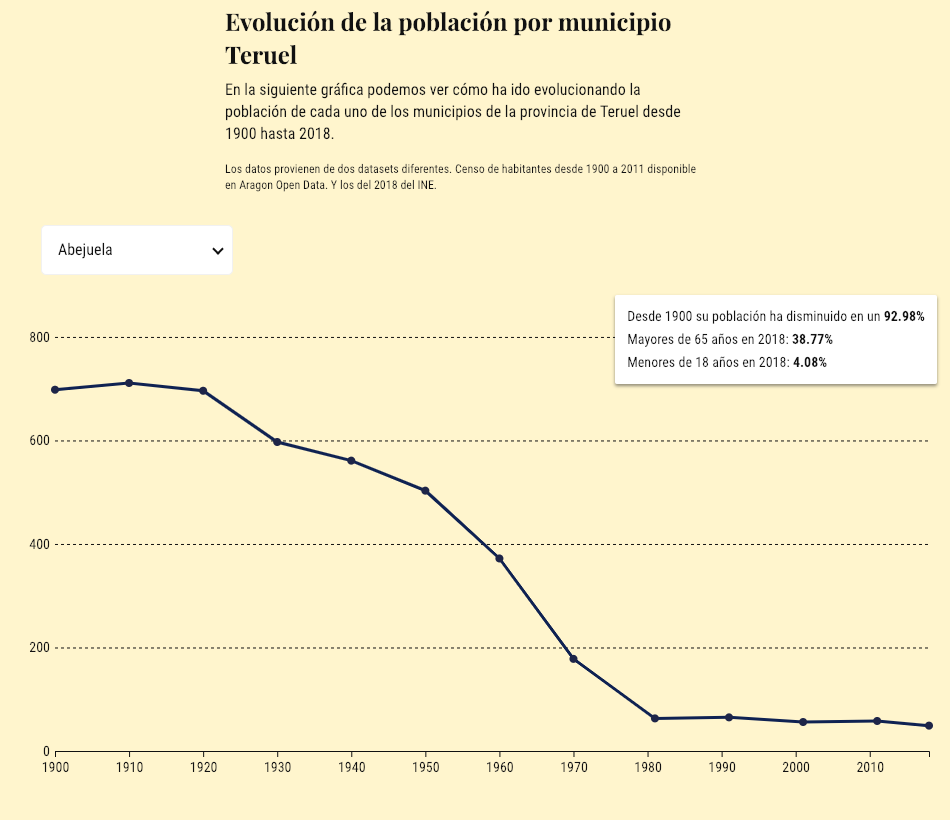 Evolución de la población por municipio
Teruel
En la siguiente gráfica podemos ver cómo ha ido evolucionando la
población de cada uno de los municipios de la provincia de Teruel desde
1900 hasta 2018.
Los datos provienen de dos datasets diferentes. Censo de habitantes desde 1900 a 2011 disponible
en Aragon Open Data. Y los del 2018 del INE.
Abejuela
Desde 1900 su población ha disminuido en un 92.98%
Mayores de 65 años en 2018: 38.77%
Menores de 18 años en 2018: 4.08%
800
600
400
200
0
1900 1910 1920 1930 1940 1950 1960 1970 1980 1990 2000 2010